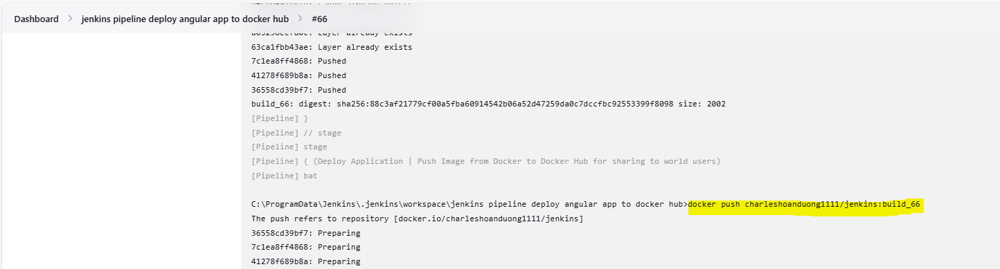 Dashboard > jenkins pipeline deploy angular app to docker hub > #66
Layer already exists
63ca1fbb43ae: Layer already exists
7c1ea8ff4868: Pushed
41278f689b8a: Pushed
36558cd39bf7: Pushed
build_66: digest: sha256:88c3af21779cf00a5fba60914542b06a52d47259da0c7dccfbc92553399f8098 size: 2002
[Pipeline] }
[Pipeline] // stage
[Pipeline] stage
[Pipeline] { (Deploy Application | Push Image from Docker to Docker Hub for sharing to world users)
[Pipeline] bat
C:\ProgramData\Jenkins\.jenkins\workspace\jenkins pipeline deploy angular app to docker hub>docker push charleshoanduong1111/jenkins:build_66
The push refers to repository [docker.io/charleshoanduong1111/jenkins]
36558cd39bf7: Preparing
7c1ea8ff4868: Preparing
41278f689b8a: Preparing